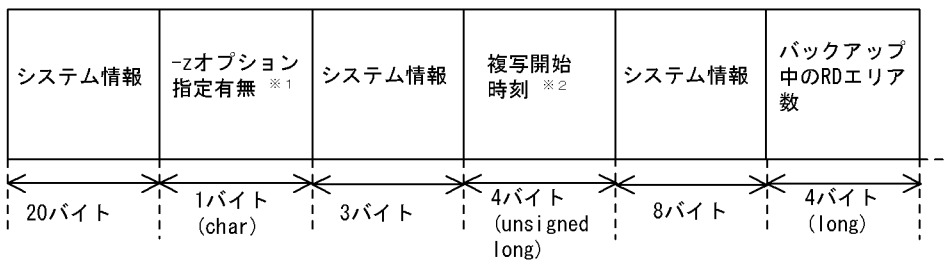 システム情報
-zオプション
指定有無 ※1
システム情報
複写開始
時刻 ※2
システム情報
バックアップ
中のRDエリア
数
20バイト
1バイト
(char)
3バイト
4バイト
(unsigned
long)
8バイト
4バイト
(long)